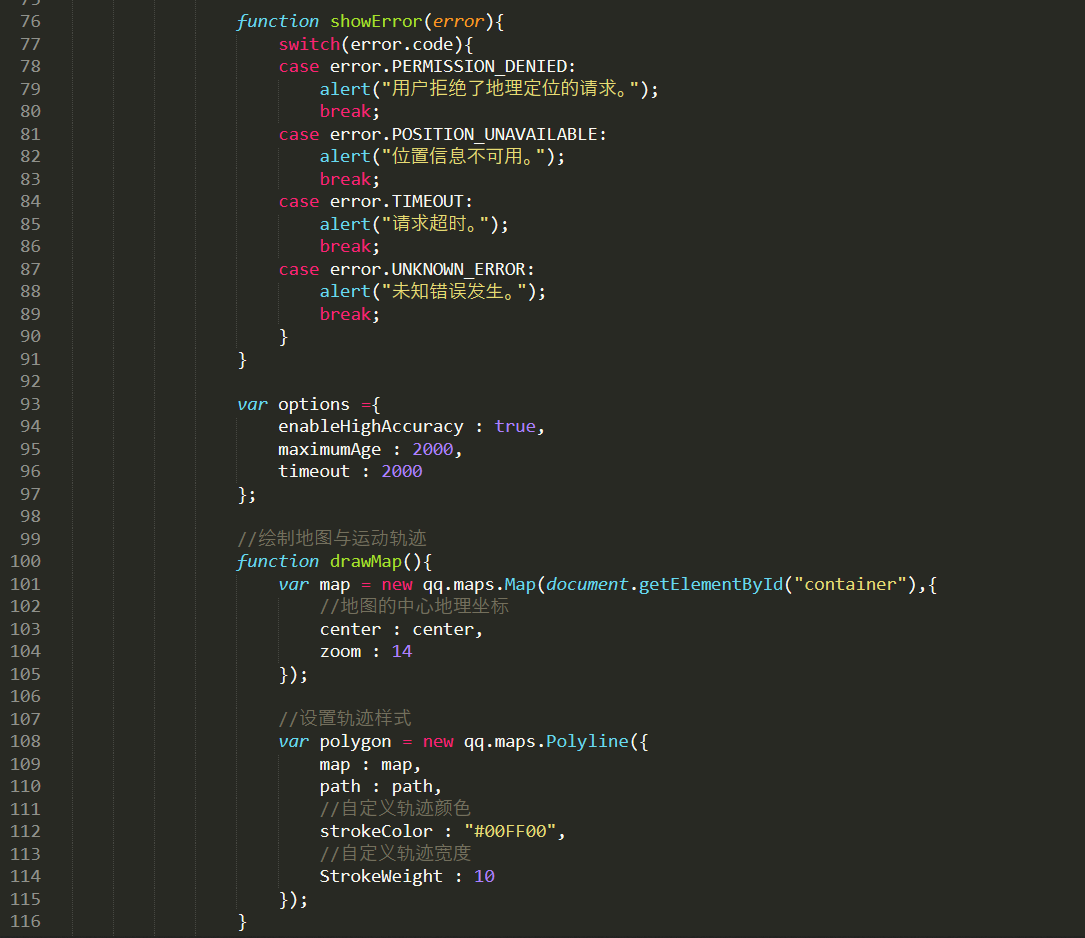 76 function showError(error){
77 switch(error.code){
78 case error.PERMISSION_DENIED:
79 alert("用户拒绝了地理定位的请求。");
80 break;
81 case error.POSITION_UNAVAILABLE:
82 alert("位置信息不可用。");
83 break;
84 case error.TIMEOUT:
85 alert("请求超时。");
86 break;
87 case error.UNKNOWN_ERROR:
88 alert("未知错误发生。");
89 break;
90 }
91 }
92
93 var options ={
94 enableHighAccuracy : true,
95 maximumAge : 2000,
96 timeout : 2000
97 };
98
99 //绘制地图与运动轨迹
100 function drawMap(){
101 var map = new qq.maps.Map(document.getElementById("container"),{
102 //地图的中心地理坐标
103 center : center,
104 zoom : 14
105 });
106
107 //设置轨迹样式
108 var polygon = new qq.maps.Polyline({
109 map : map,
110 path : path,
111 //自定义轨迹颜色
112 strokeColor : "#00FF00",
113 //自定义轨迹宽度
114 StrokeWeight : 10
115 });
116 }